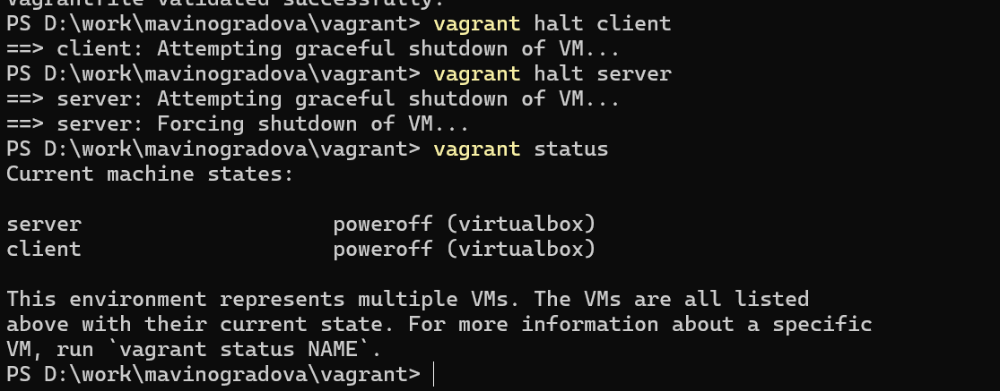 Vagrantfile validated successfully.
PS D:\work\mavinogradova\vagrant> vagrant halt client
==> client: Attempting graceful shutdown of VM...
PS D:\work\mavinogradova\vagrant> vagrant halt server
==> server: Attempting graceful shutdown of VM...
==> server: Forcing shutdown of VM...
PS D:\work\mavinogradova\vagrant> vagrant status
Current machine states:
server                    poweroff (virtualbox)
client                    poweroff (virtualbox)
This environment represents multiple VMs. The VMs are all listed
above with their current state. For more information about a specific
VM, run `vagrant status NAME`.
PS D:\work\mavinogradova\vagrant>